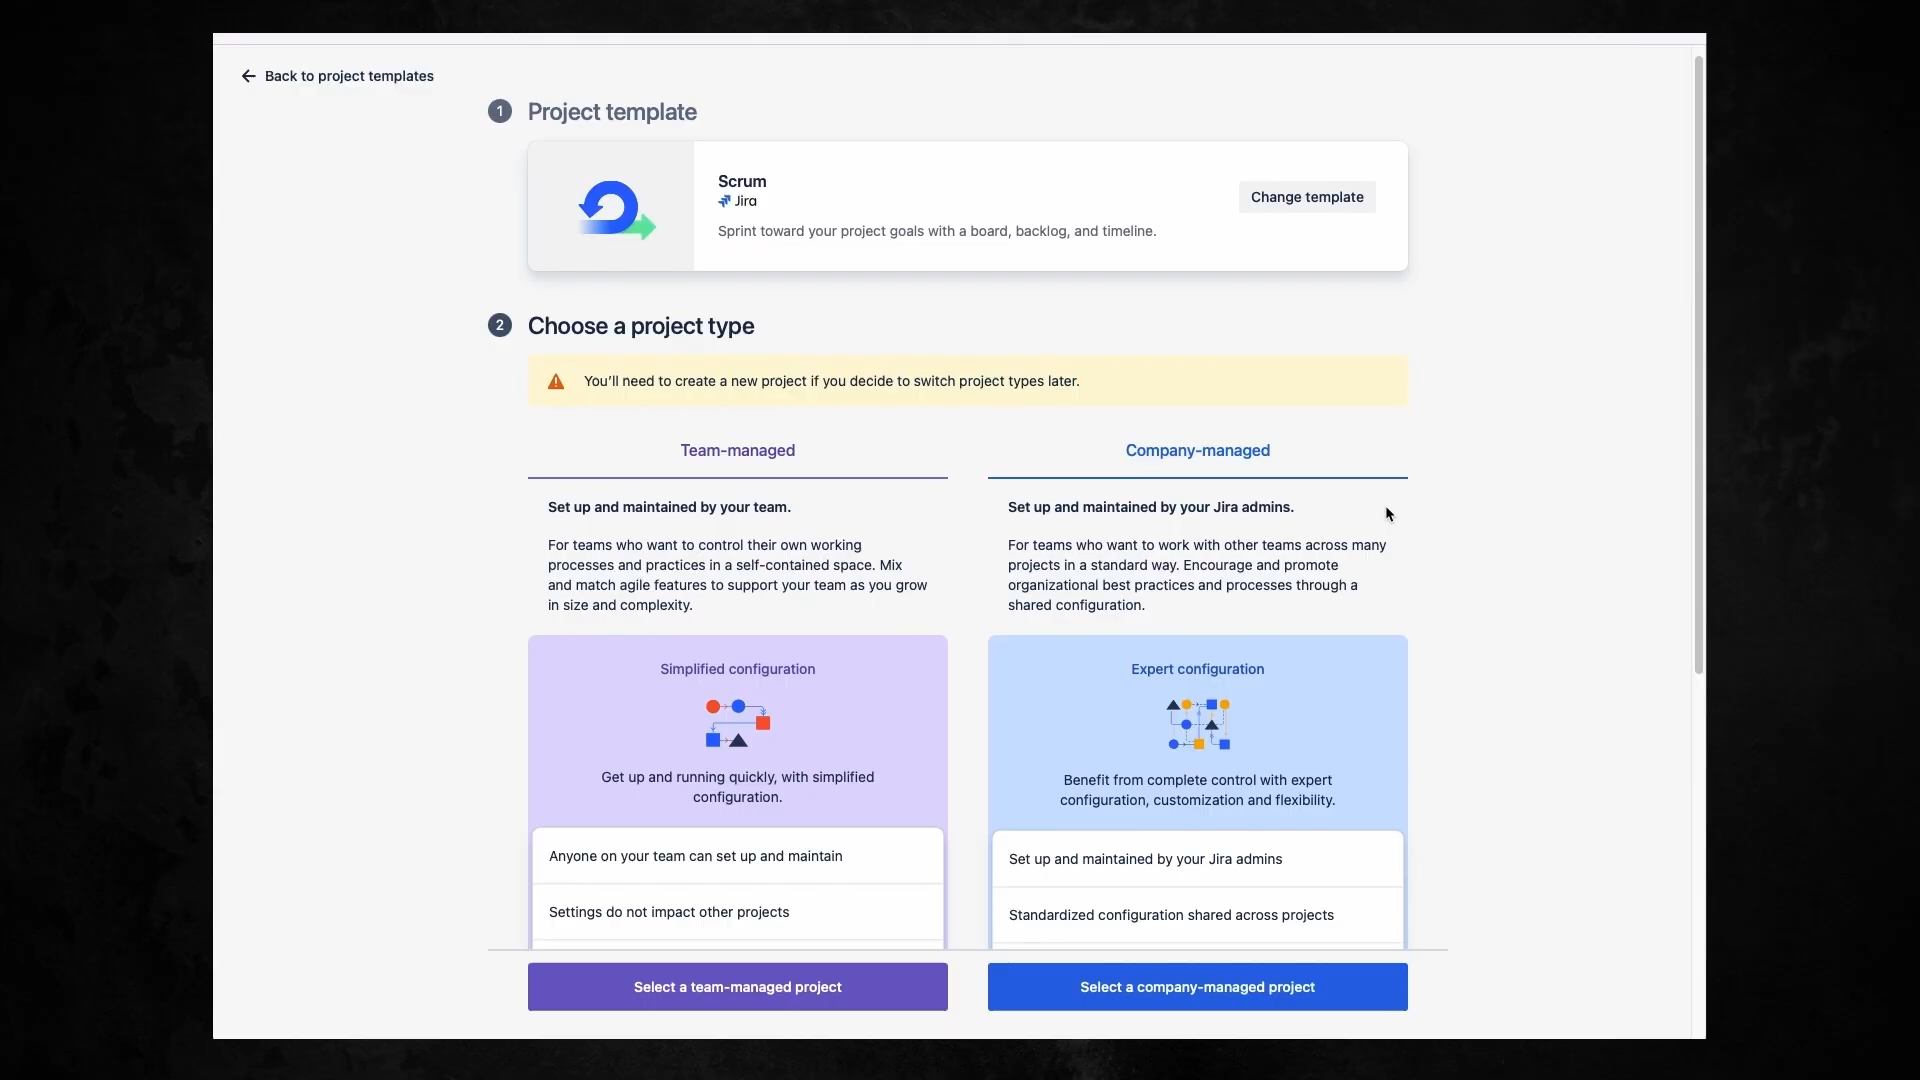 Back to project templates
1 Project template
Scrum
Jira
Sprint toward your project goals with a board, backlog, and timeline.
Change template
2 Choose a project type
You’ll need to create a new project if you decide to switch project types later.
Team-managed
Set up and maintained by your team.
For teams who want to control their own working
processes and practices in a self-contained space. Mix
and match agile features to support your team as you grow
in size and complexity.
Simplified configuration
Get up and running quickly, with simplified
configuration.
Anyone on your team can set up and maintain
Settings do not impact other projects
Select a team-managed project
Company-managed
Set up and maintained by your Jira admins.
For teams who want to work with other teams across many
projects in a standard way. Encourage and promote
organizational best practices and processes through a
shared configuration.
Expert configuration
Benefit from complete control with expert
configuration, customization and flexibility.
Set up and maintained by your Jira admins
Standardized configuration shared across projects
Select a company-managed project